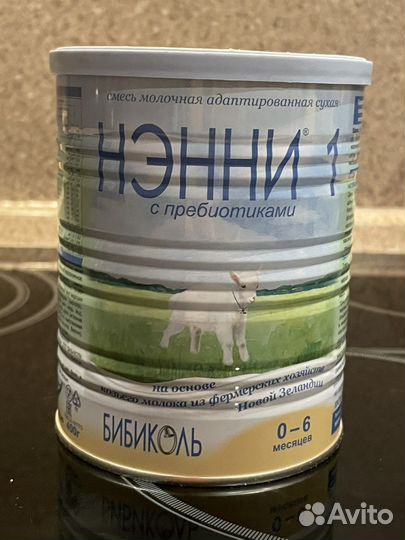 смесь молочная адаптированная сухая
НЭННИ® 1
с пребиотиками
на основе
козьего молока из фермерских хозяйств
Новой Зеландии
БИБИКОЛЬ
0–6
месяцев
400г
Avito